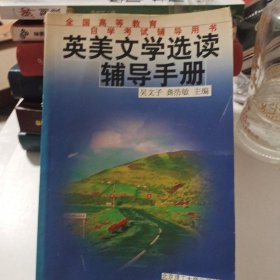 全国高等教育
自学考试辅导用书
英美文学选读
辅导手册
吴文子 龚浩敏 主编